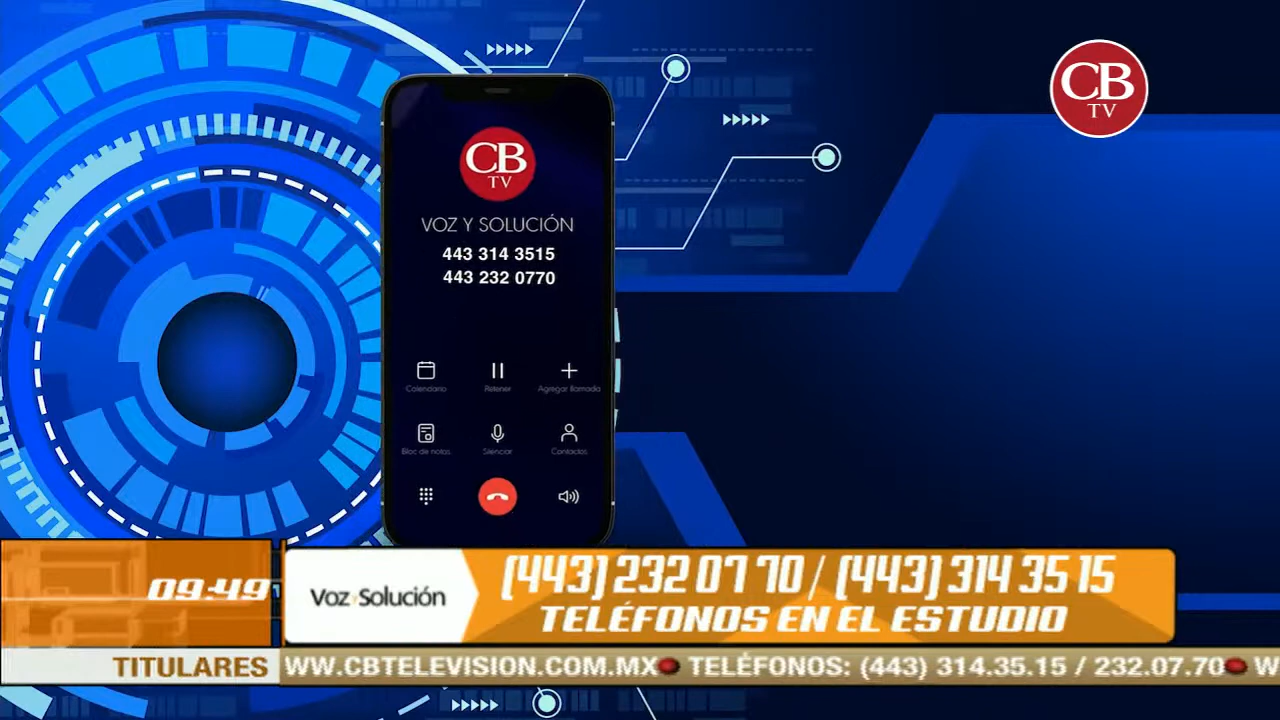 CB
TV
CB
TV
VOZ Y SOLUCIÓN
443 314 3515
443 232 0770
Calendario
Retener
Agregar llamada
Bloc de notas
Silenciar
Contactos
09:49
Voz y Solución
(443) 232 07 70 / (443) 314 35 15
TELÉFONOS EN EL ESTUDIO
TITULARES
WW.CBTELEVISION.COM.MX TELÉFONOS: (443) 314.35.15 / 232.07.70 W